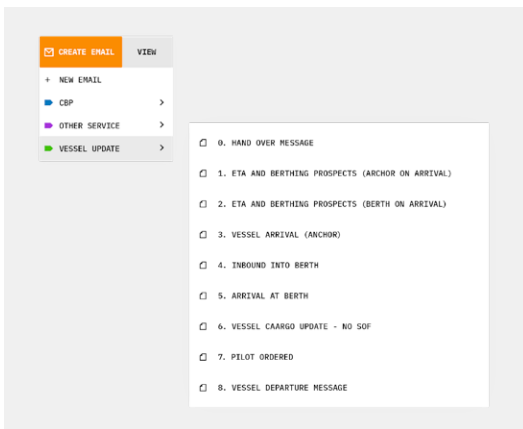 CREATE EMAIL VIEW
+ NEW EMAIL
CBP >
OTHER SERVICE >
VESSEL UPDATE >
0. HAND OVER MESSAGE
1. ETA AND BERTHING PROSPECTS (ARCHOR ON ARRIVAL)
2. ETA AND BERTHING PROSPECTS (BERTH ON ARRIVAL)
3. VESSEL ARRIVAL (ANCHOR)
4. INBOUND INTO BERTH
5. ARRIVAL AT BERTH
6. VESSEL CAARGO UPDATE - NO SOF
7. PILOT ORDERED
8. VESSEL DEPARTURE MESSAGE